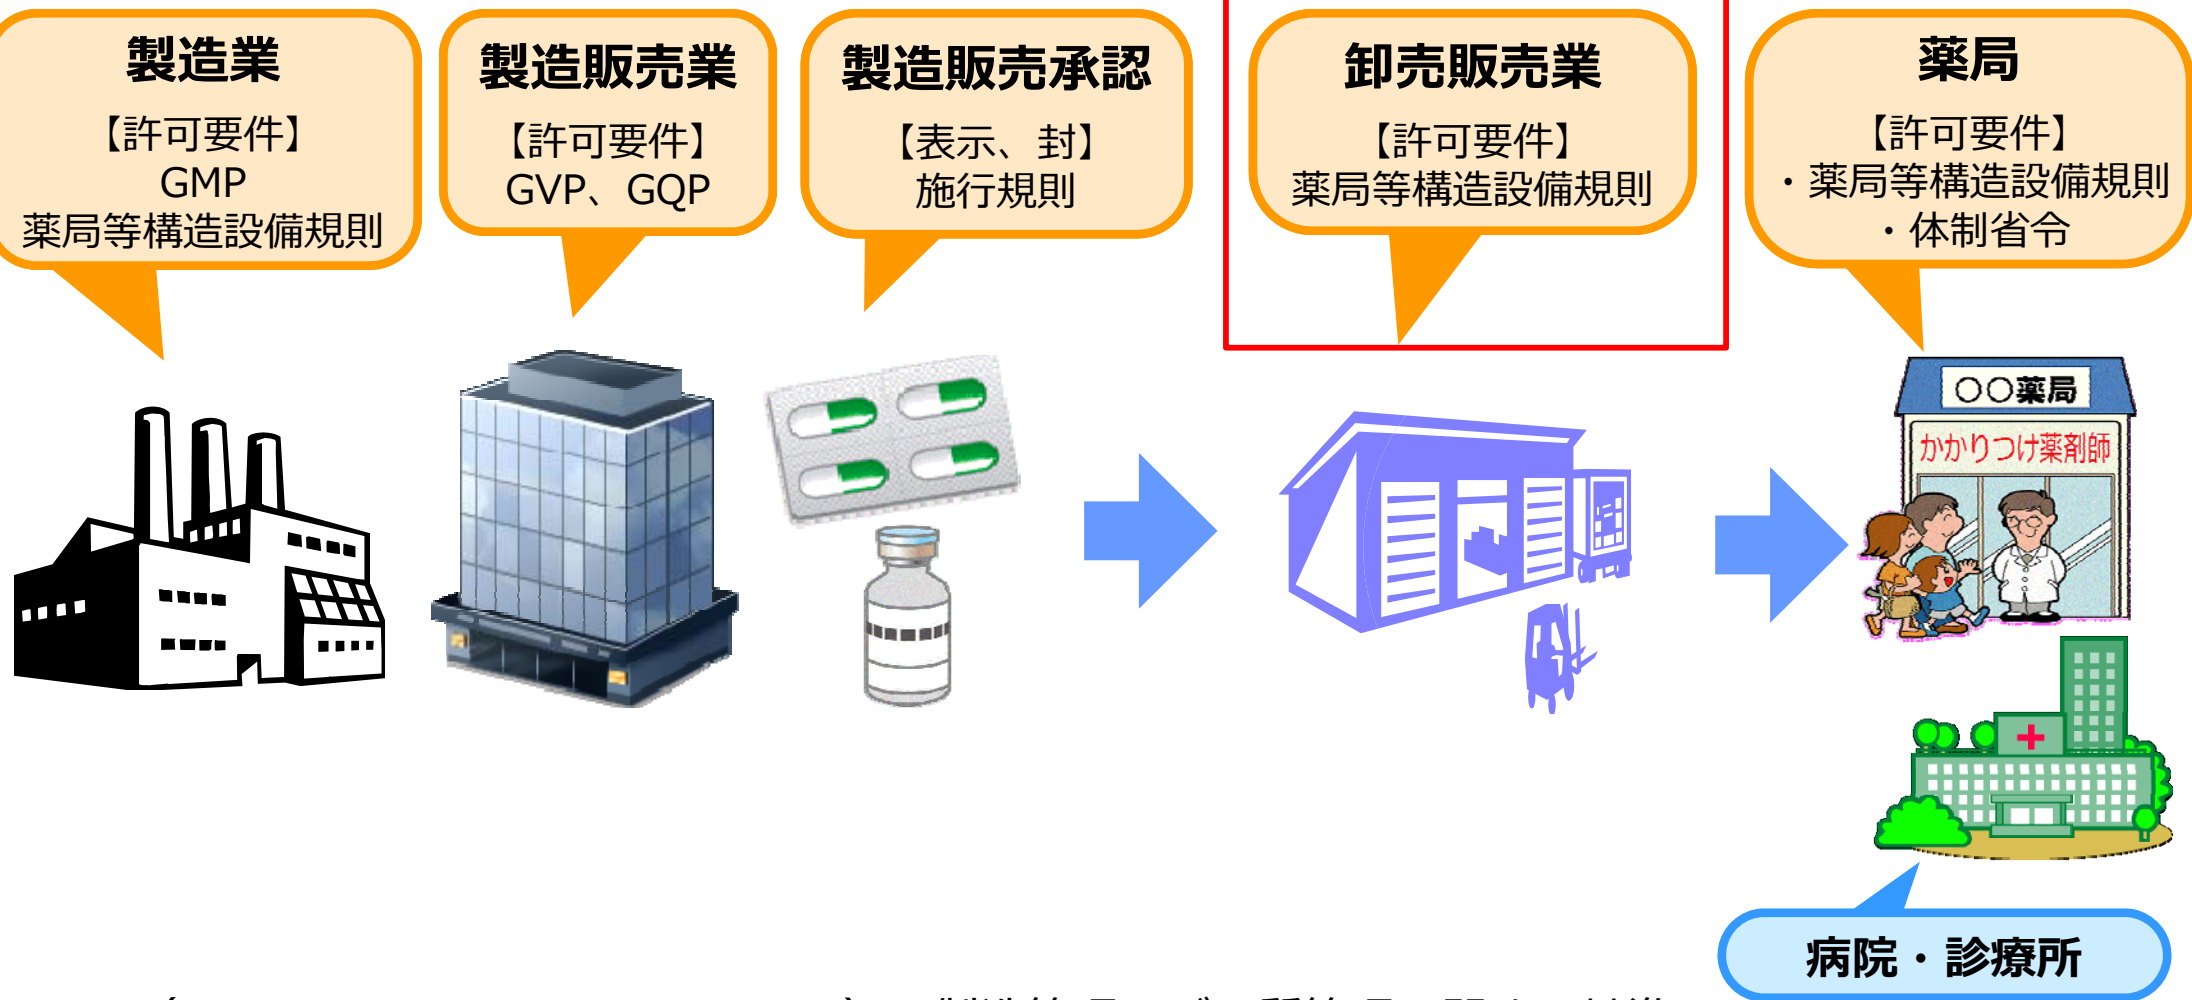 製造業
【許可要件】
GMP
薬局等構造設備規則
製造販売業
【許可要件】
GVP、GQP
製造販売承認
【表示、封】
施行規則
卸売販売業
【許可要件】
薬局等構造設備規則
薬局
【許可要件】
・薬局等構造設備規則
・体制省令
〇〇薬局
かかりつけ薬剤師
病院・診療所